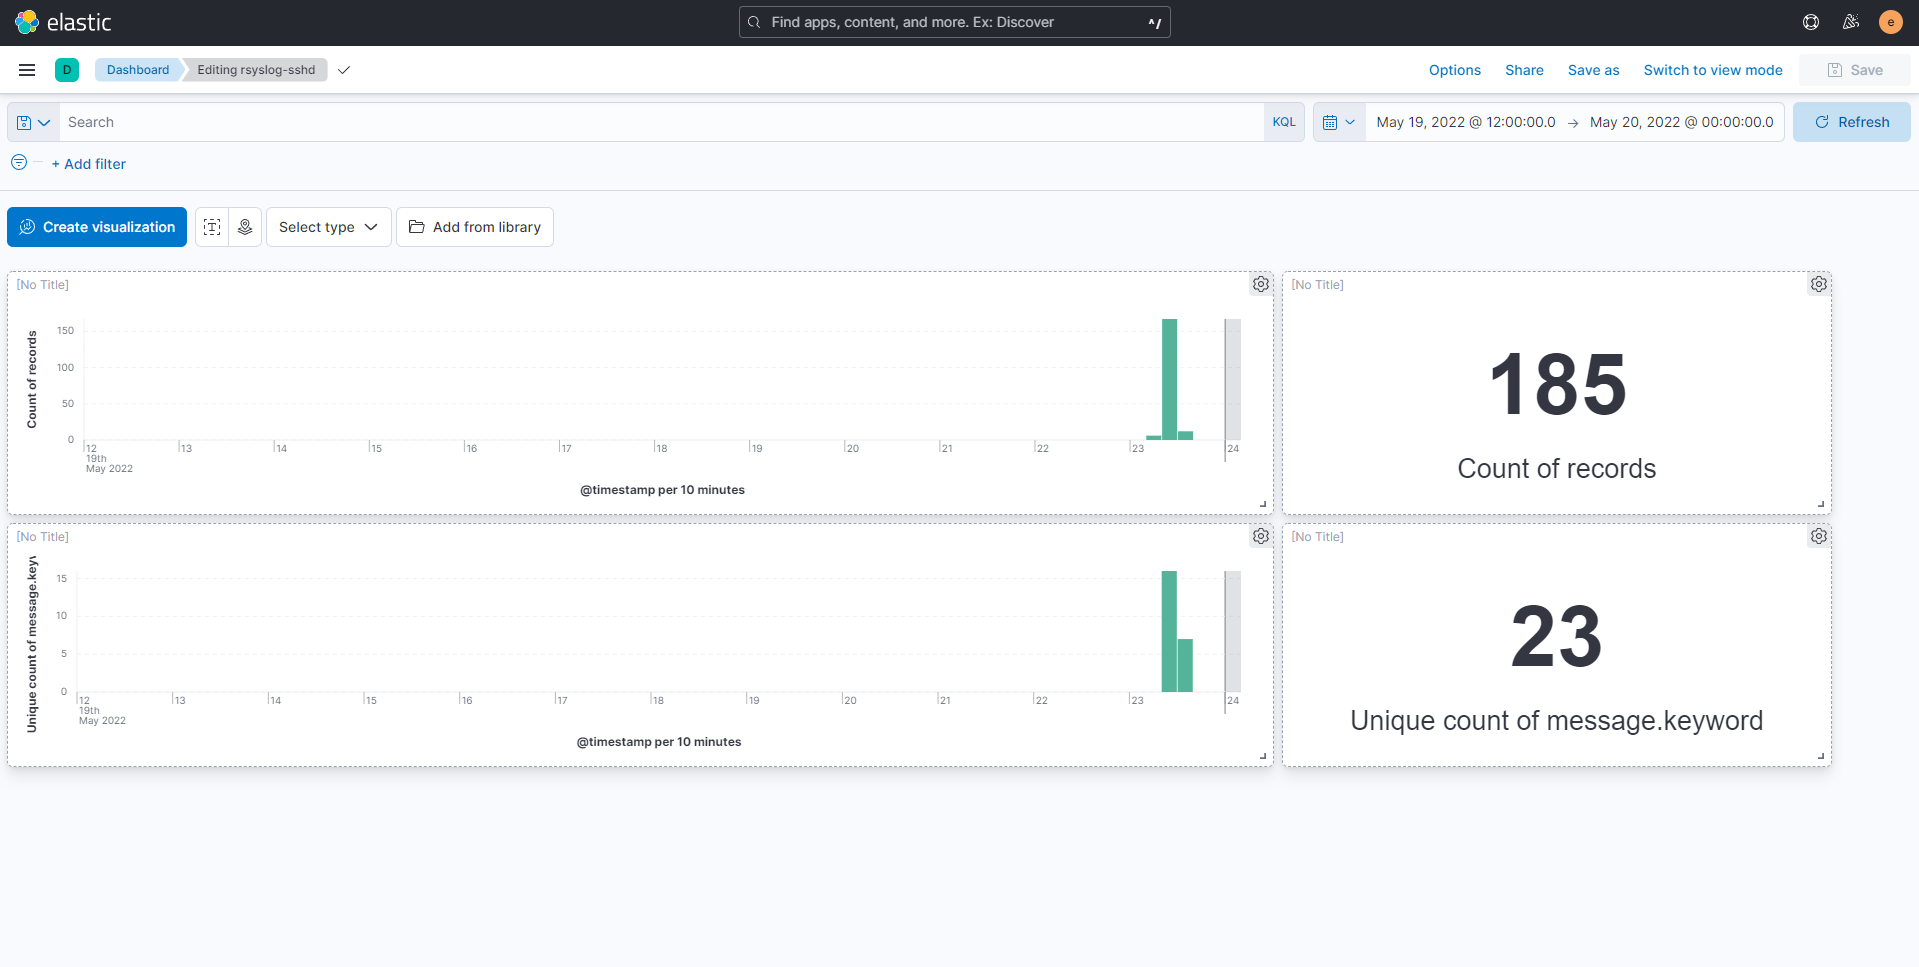 elastic
Find apps, content, and more. Ex: Discover
^/
e
D
Dashboard
Editing rsyslog-sshd
Options
Share
Save as
Switch to view mode
Save
Search
KQL
May 19, 2022 @ 12:00:00.0 → May 20, 2022 @ 00:00:00.0
Refresh
+ Add filter
Create visualization
Select type
Add from library
[No Title]
Count of records
150
100
50
0
12 13 14 15 16 17 18 19 20 21 22 23 24
19th
May 2022
@timestamp per 10 minutes
[No Title]
185
Count of records
[No Title]
Unique count of message.key
15
10
5
0
12 13 14 15 16 17 18 19 20 21 22 23 24
19th
May 2022
@timestamp per 10 minutes
[No Title]
23
Unique count of message.keyword